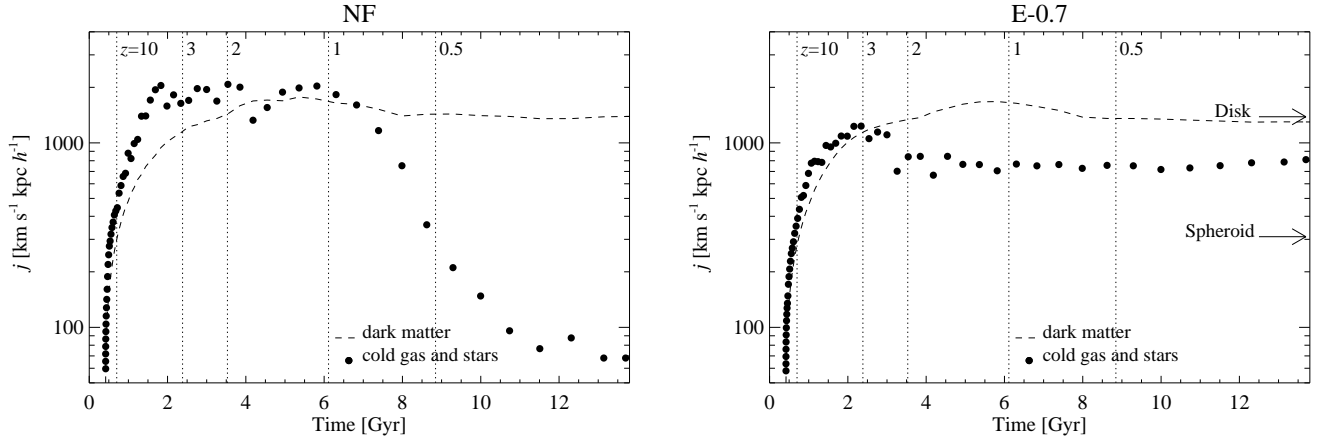 NF
z=10 3 2 1 0.5
1000
100
j [km s⁻¹ kpc h⁻¹]
dark matter
cold gas and stars
0 2 4 6 8 10 12
Time [Gyr]
E-0.7
z=10 3 2 1 0.5
1000
100
j [km s⁻¹ kpc h⁻¹]
Disk
Spheroid
dark matter
cold gas and stars
0 2 4 6 8 10 12
Time [Gyr]